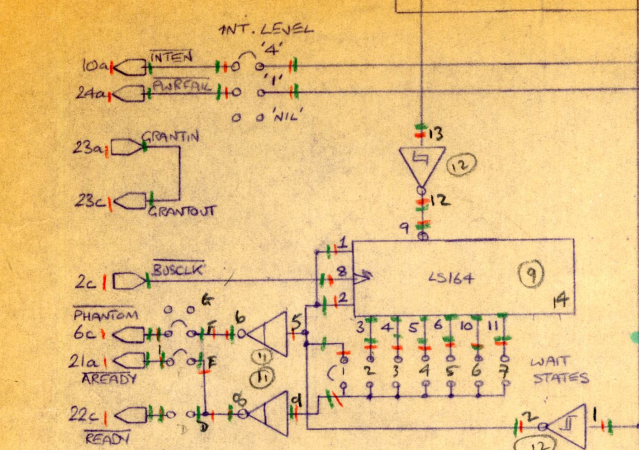 INT. LEVEL
10a INTEN '4'
24a PWRFAIL '1'
'NIL'
23a GRANTIN
23c GRANTOUT
13
12
12
9
1
2c BUSCLK 8 LS164 9
2 14
3 4 5 6 10 11
PHANTOM G
6c F 6 5
11
21a E
AREADY 11
1 2 3 4 5 6 7
WAIT
STATES
22c D 8 9
READY
2 1
12